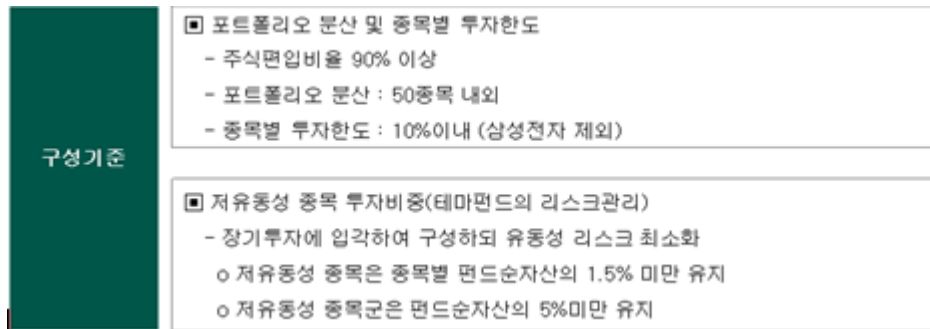 구성기준
▣ 포트폴리오 분산 및 종목별 투자한도
- 주식편입비율 90% 이상
- 포트폴리오 분산 : 50종목 내외
- 종목별 투자한도 : 10%이내 (삼성전자 제외)
▣ 저유동성 종목 투자비중(테마펀드의 리스크관리)
- 장기투자에 입각하여 구성하되 유동성 리스크 최소화
o 저유동성 종목은 종목별 펀드순자산의 1.5% 미만 유지
o 저유동성 종목군은 펀드순자산의 5%미만 유지